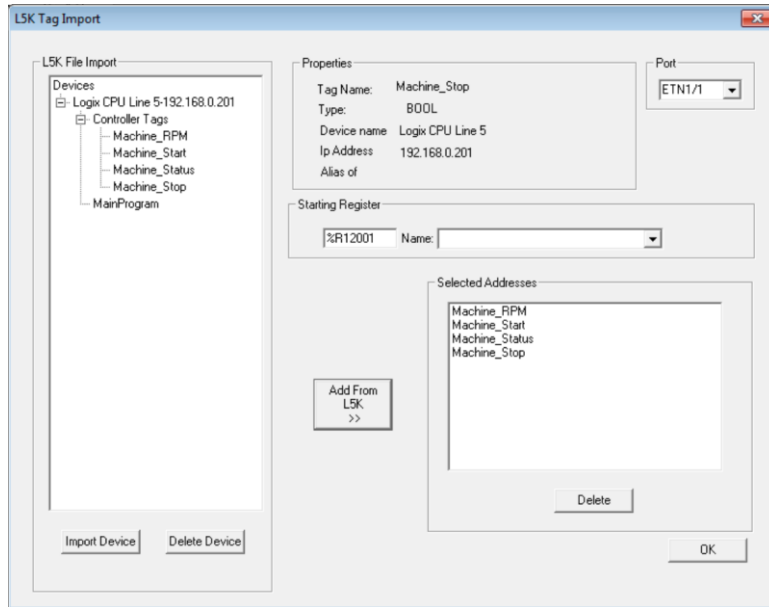 L5K Tag Import
L5K File Import
Devices
Logix CPU Line 5-192.168.0.201
Controller Tags
Machine_RPM
Machine_Start
Machine_Status
Machine_Stop
MainProgram
Import Device
Delete Device
Properties
Tag Name: Machine_Stop
Type: BOOL
Device name Logix CPU Line 5
Ip Address 192.168.0.201
Alias of
Port
ETN1/1
Starting Register
%R12001 Name:
Add From
L5K
>>
Selected Addresses
Machine_RPM
Machine_Start
Machine_Status
Machine_Stop
Delete
OK